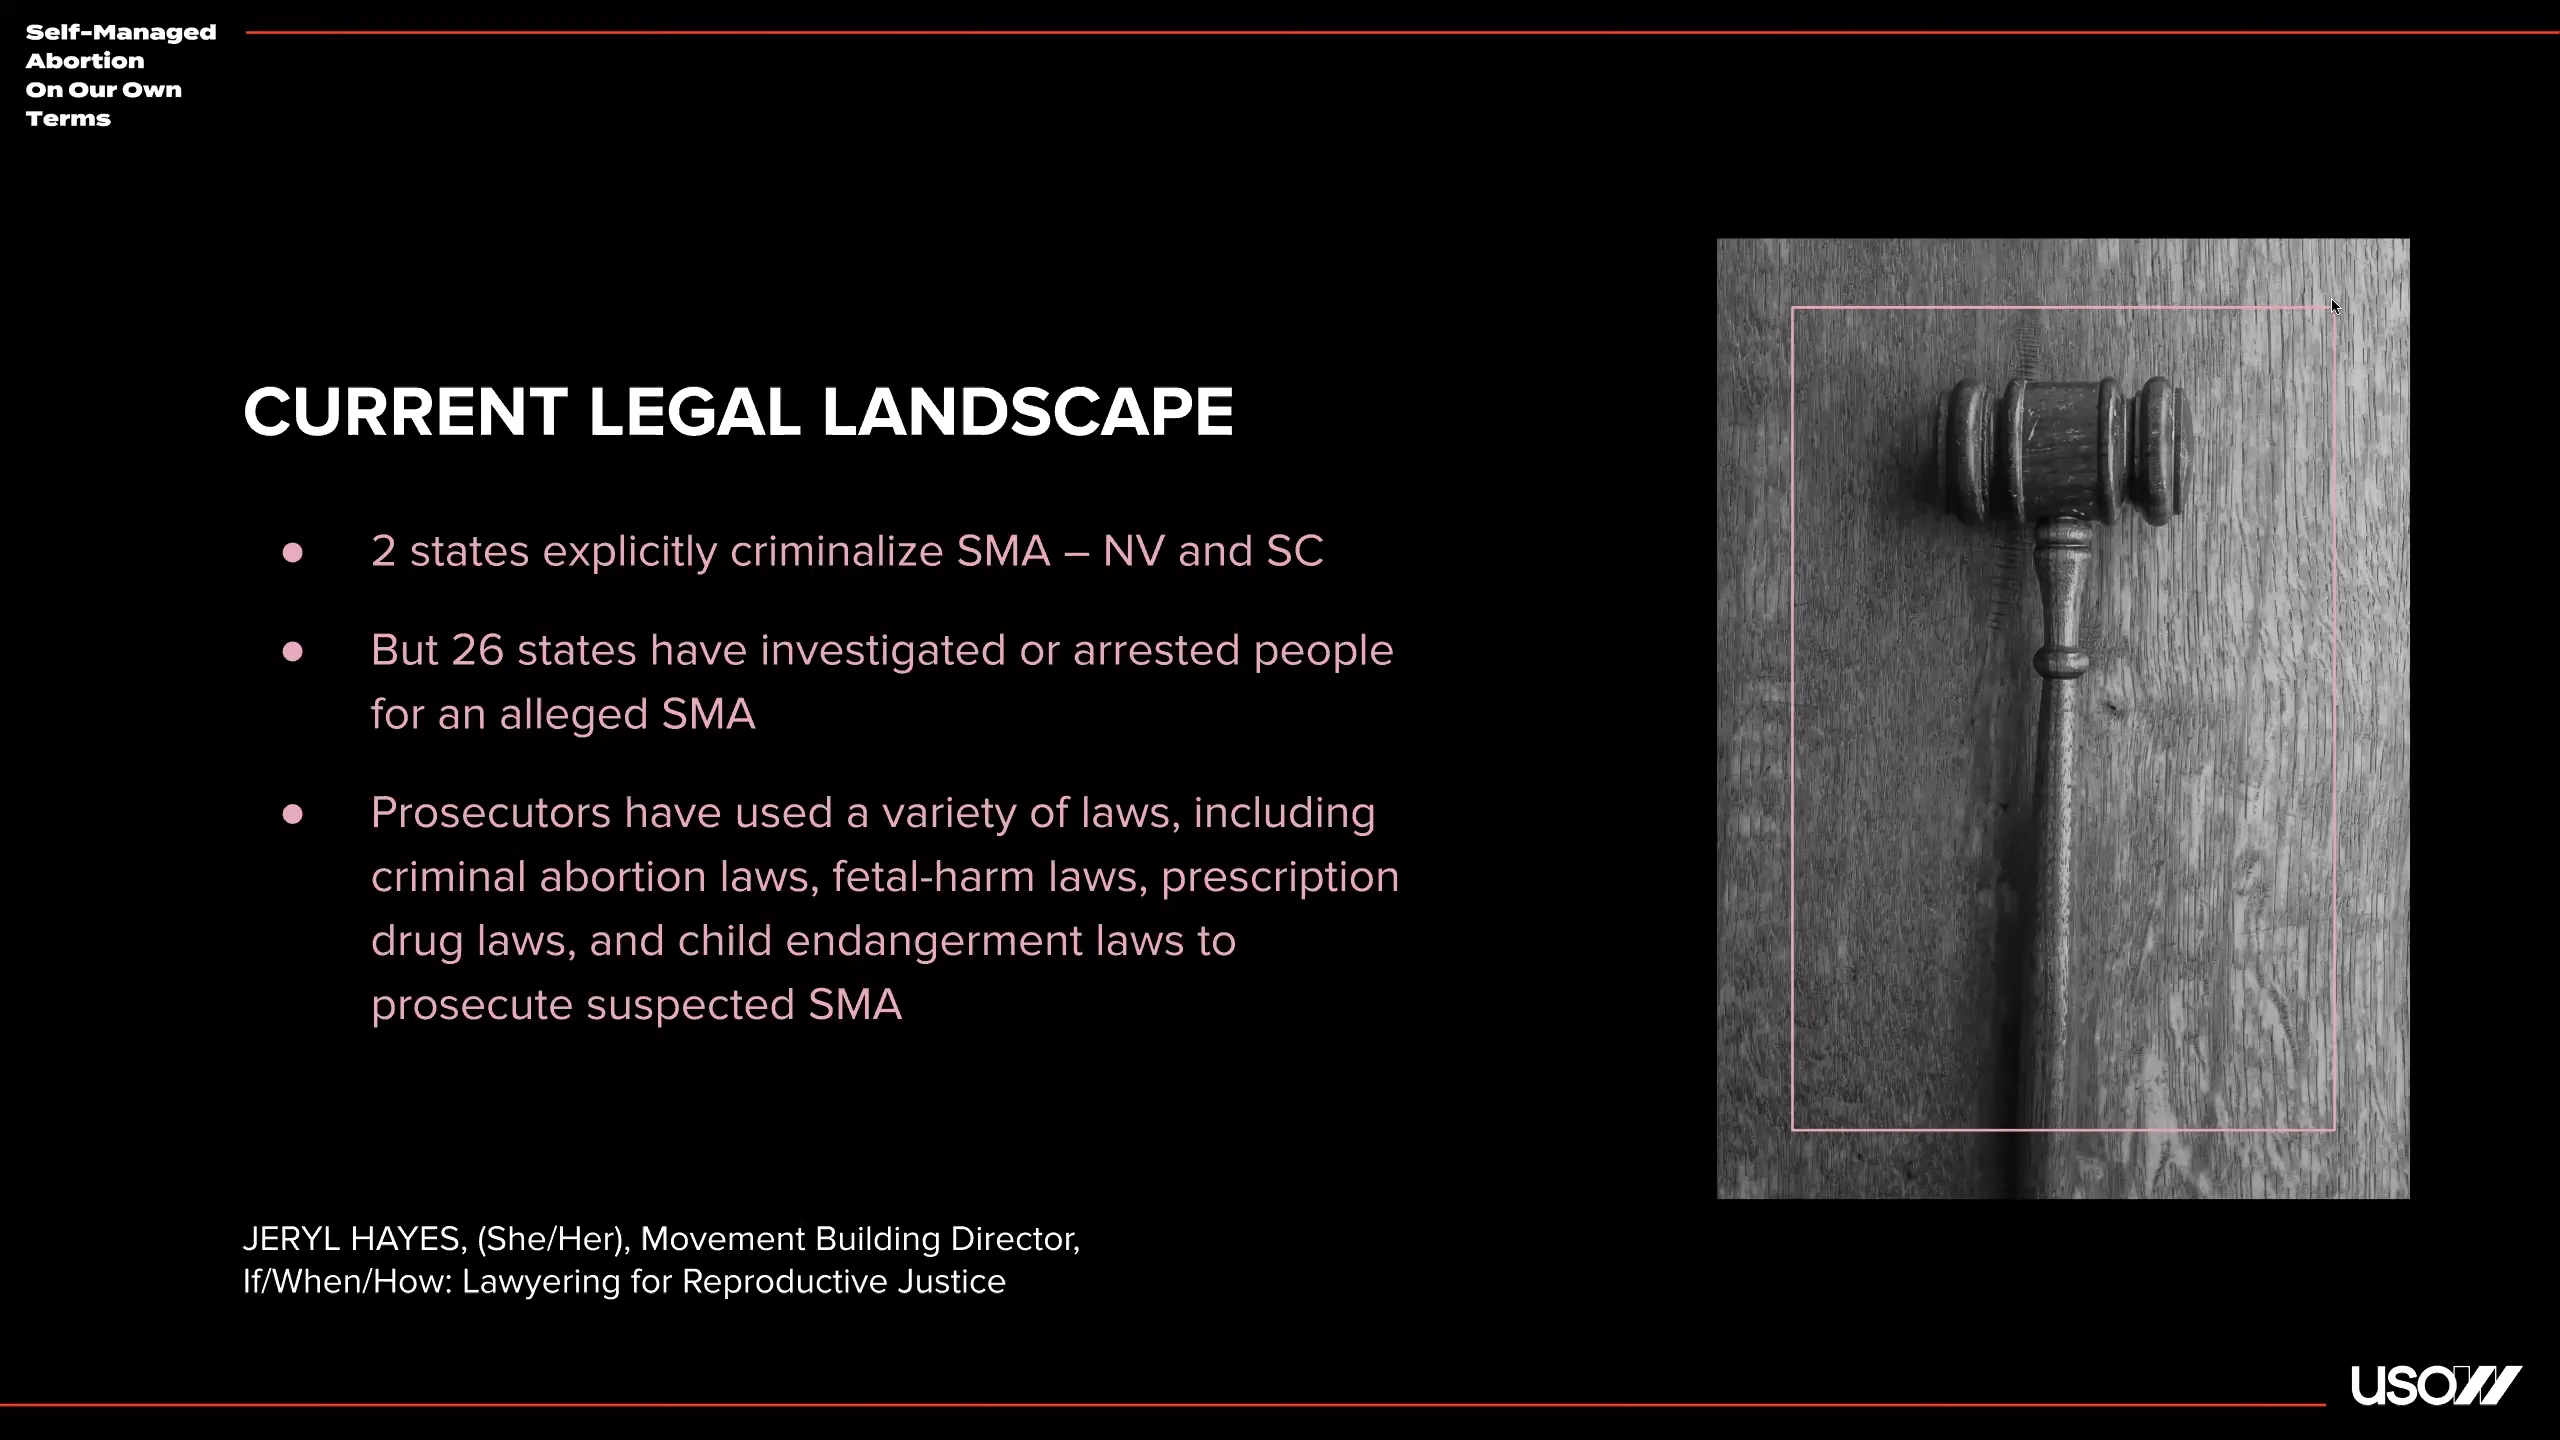 Self-Managed
Abortion
On Our Own
Terms
CURRENT LEGAL LANDSCAPE
● 2 states explicitly criminalize SMA – NV and SC
● But 26 states have investigated or arrested people
for an alleged SMA
● Prosecutors have used a variety of laws, including
criminal abortion laws, fetal-harm laws, prescription
drug laws, and child endangerment laws to
prosecute suspected SMA
JERYL HAYES, (She/Her), Movement Building Director,
If/When/How: Lawyering for Reproductive Justice
USOW